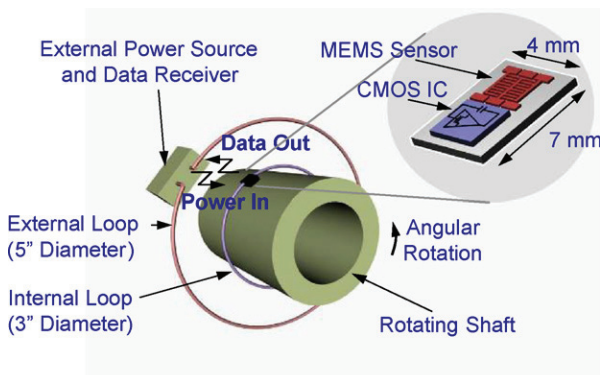 External Power Source
and Data Receiver
MEMS Sensor
4 mm
CMOS IC
7 mm
Data Out
Power In
External Loop
(5” Diameter)
Angular
Rotation
Internal Loop
(3” Diameter)
Rotating Shaft